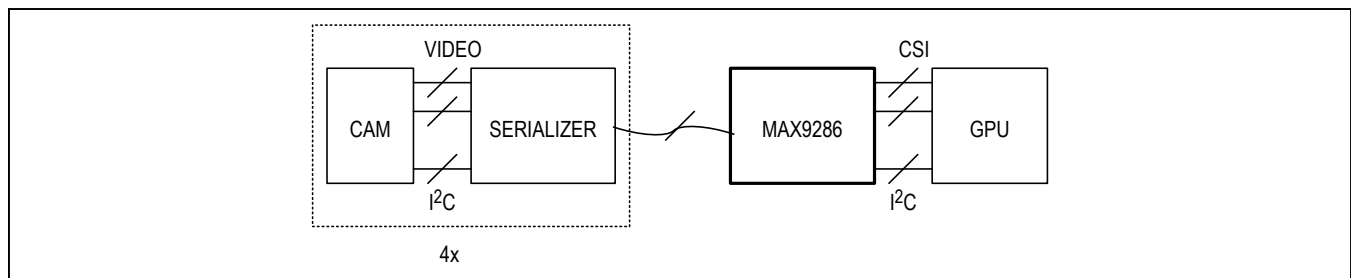 VIDEO
CSI
CAM
SERIALIZER
MAX9286
GPU
I2C
I2C
4x